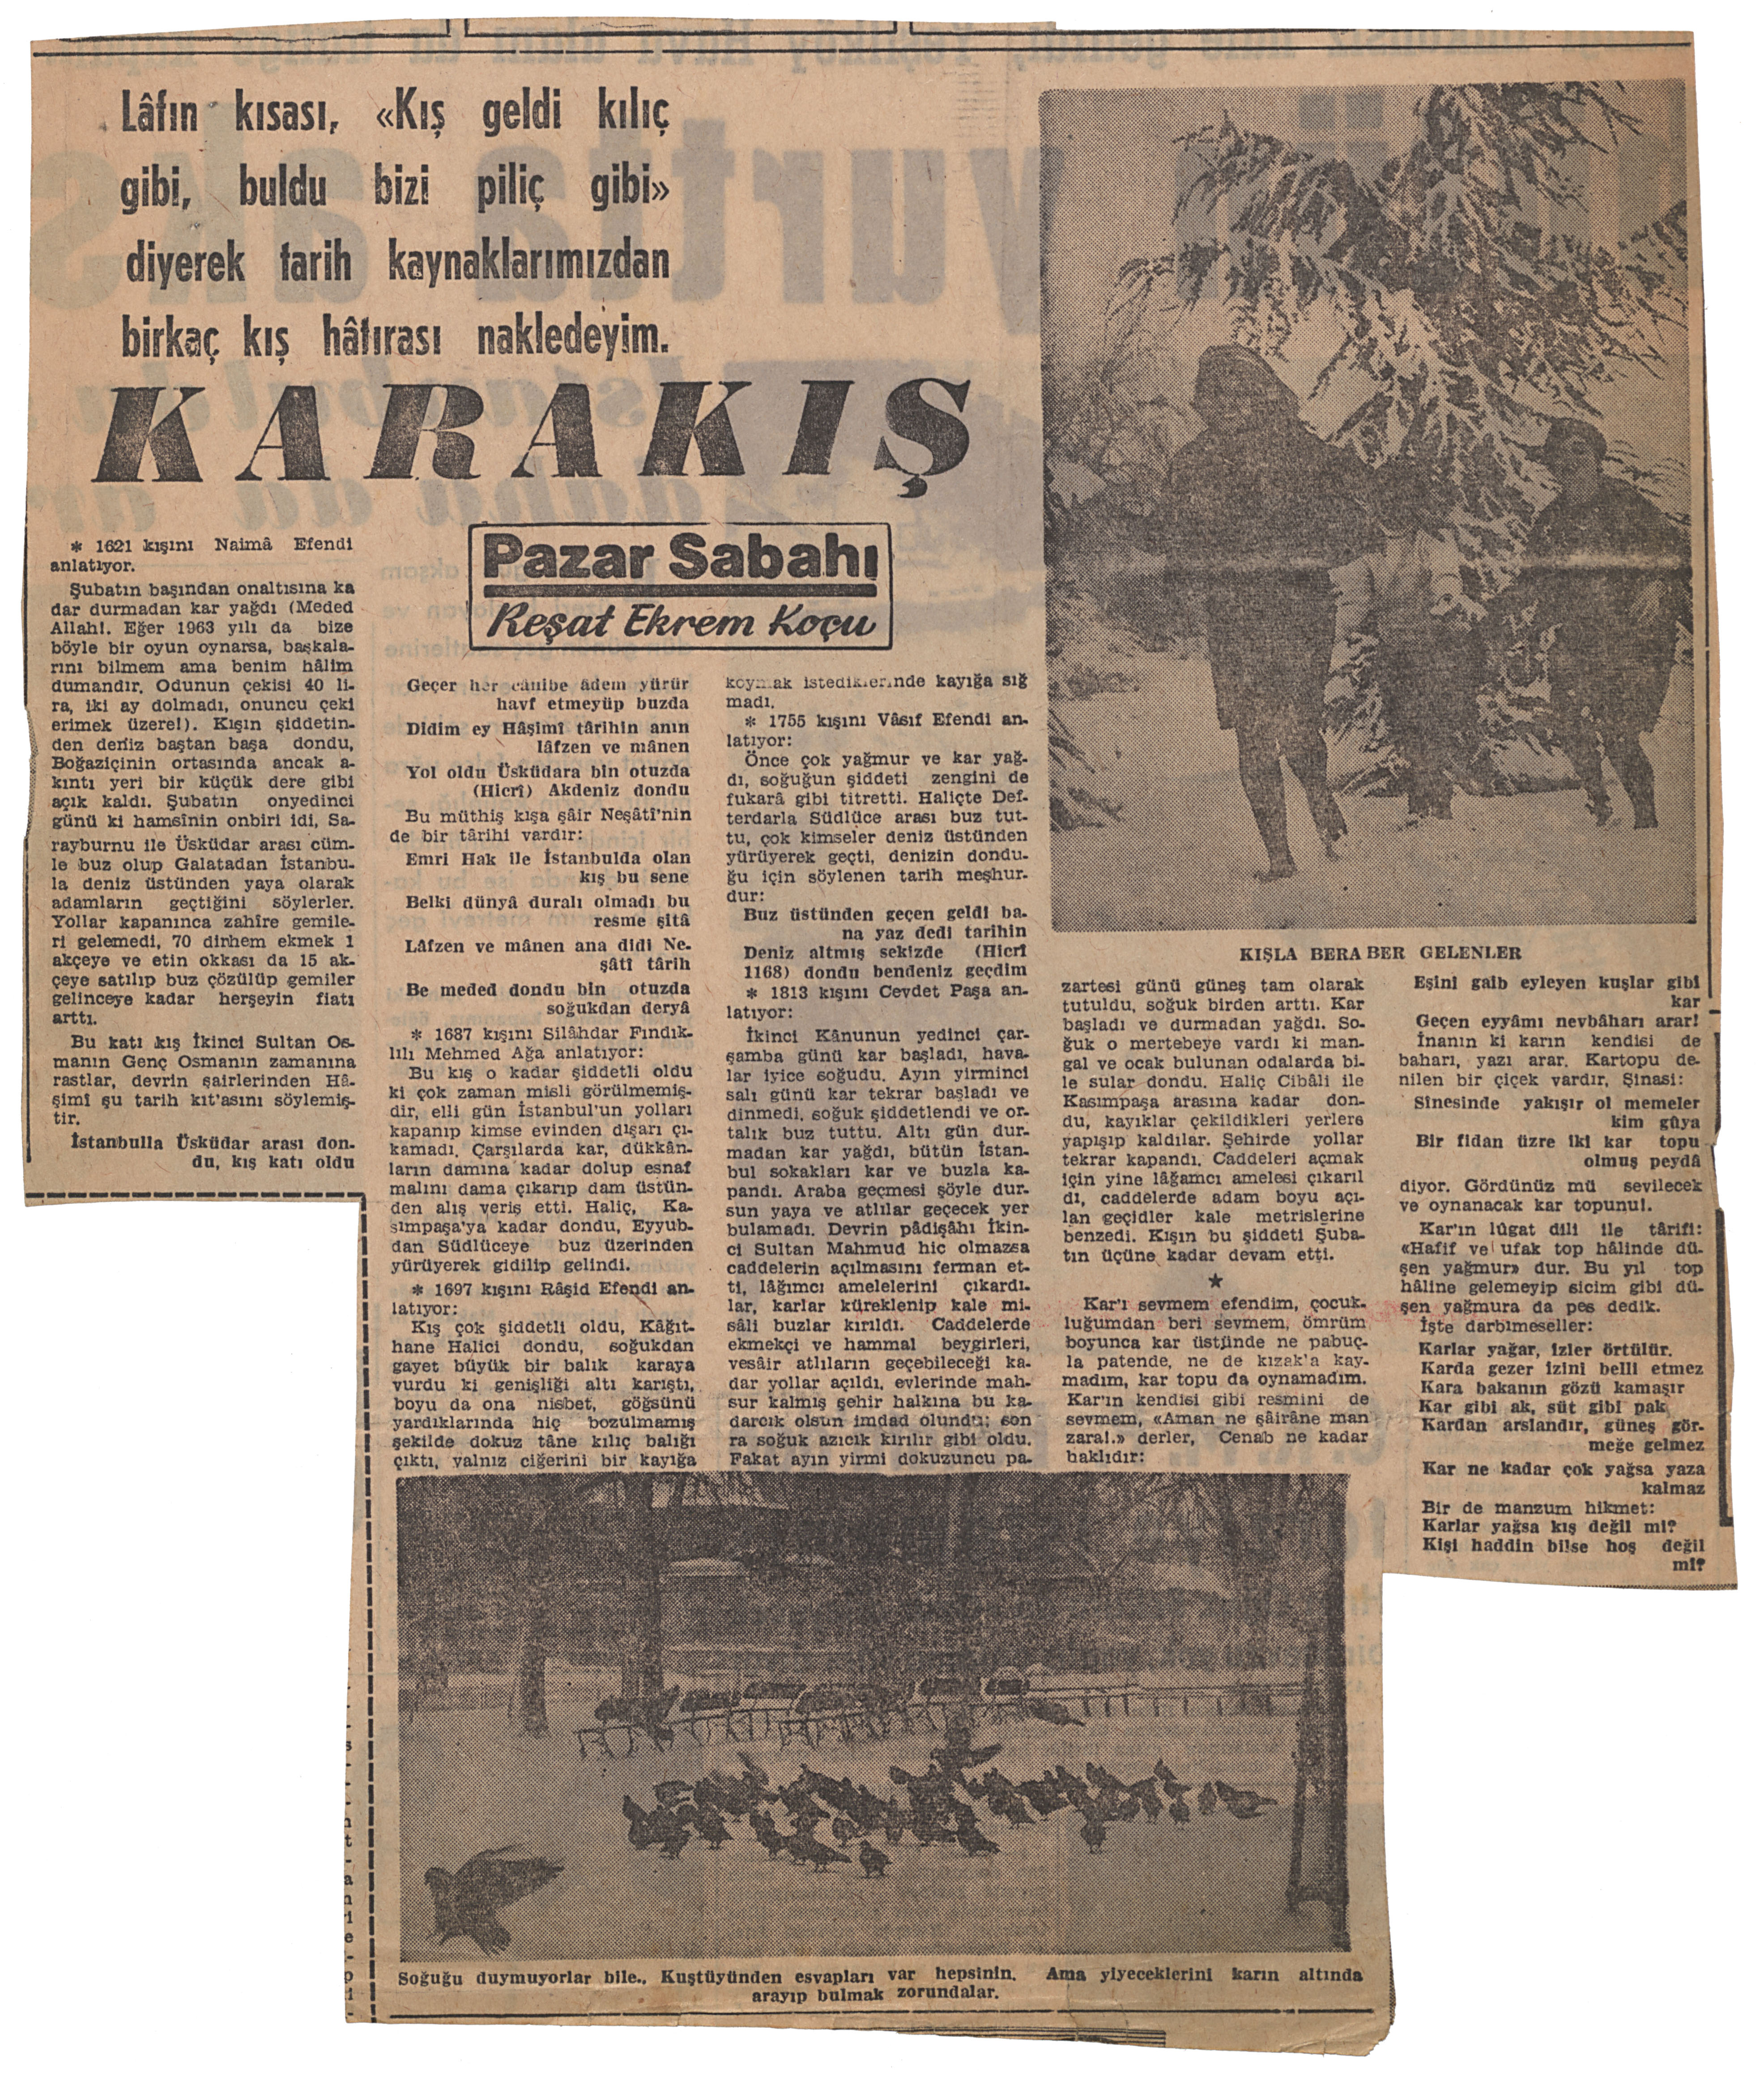 Lâfın kısası, «Kış geldi kılıç
gibi, buldu bizi piliç gibi»
diyerek tarih kaynaklarımızdan
birkaç kış hâtırası nakledeyim.
KARAKIŞ
Pazar Sabahı
Reşat Ekrem Koçu
* 1621 kışını Naimâ Efendi
anlatıyor.
Şubatın başından onaltısına ka
dar durmadan kar yağdı (Meded
Allah!. Eğer 1963 yılı da bize
böyle bir oyun oynarsa, başkala-
rını bilmem ama benim hâlim
dumandır. Odunun çekisi 40 li-
ra, iki ay dolmadı, onuncu çeki
erimek üzere!). Kışın şiddetin-
den deniz baştan başa dondu,
Boğaziçinin ortasında ancak a-
kıntı yeri bir küçük dere gibi
açık kaldı. Şubatın onyedinci
günü ki hamsînin onbiri idi, Sa-
rayburnu ile Üsküdar arası cüm-
le buz olup Galatadan İstanbu-
la deniz üstünden yaya olarak
adamların geçtiğini söylerler.
Yollar kapanınca zahîre gemile-
ri gelemedi, 70 dirhem ekmek 1
akçeye ve etin okkası da 15 ak-
çeye satılıp buz çözülüp gemiler
gelinceye kadar herşeyin fiatı
arttı.
Bu katı kış İkinci Sultan Os-
manın Genç Osmanın zamanına
rastlar, devrin şairlerinden Hâ-
şimî şu tarih kıt'asını söylemiş-
tir.
İstanbulla Üsküdar arası don-
du, kış katı oldu
Geçer her cânibe âdem yürür
havf etmeyüp buzda
Didim ey Hâşimî târihin anın
lâfzen ve mânen
Yol oldu Üsküdara bin otuzda
(Hicrî) Akdeniz dondu
Bu müthiş kışa şâir Neşâtî'nin
de bir târihi vardır:
Emri Hak ile İstanbulda olan
kış bu sene
Belki dünyâ duralı olmadı bu
resme şitâ
Lâfzen ve mânen ana didi Ne-
şâtî târih
Be meded dondu bin otuzda
soğukdan deryâ
* 1687 kışını Silâhdar Fındık-
lılı Mehmed Ağa anlatıyor:
Bu kış o kadar şiddetli oldu
ki çok zaman misli görülmemiş-
dir, elli gün İstanbul'un yolları
kapanıp kimse evinden dışarı çı-
kamadı. Çarşılarda kar, dükkân-
ların damına kadar dolup esnaf
malını dama çıkarıp dam üstün-
den alış veriş etti. Haliç, Ka-
sımpaşa'ya kadar dondu, Eyyub-
dan Südlüceye buz üzerinden
yürüyerek gidilip gelindi.
* 1697 kışını Râşid Efendi an-
latıyor:
Kış çok şiddetli oldu, Kâğıt-
hane Halici dondu, soğukdan
gayet büyük bir balık karaya
vurdu ki genişliği altı karıştı,
boyu da ona nisbet, göğsünü
yardıklarında hiç bozulmamış
şekilde dokuz tâne kılıç balığı
çıktı, yalnız ciğerini bir kayığa
koymak istediklerinde kayığa sığ
madı.
* 1755 kışını Vâsıf Efendi an-
latıyor:
Önce çok yağmur ve kar yağ-
dı, soğuğun şiddeti zengini de
fukarâ gibi titretti. Haliçte Def-
terdarla Südlüce arası buz tut-
tu, çok kimseler deniz üstünden
yürüyerek geçti, denizin dondu-
ğu için söylenen tarih meşhur-
dur:
Buz üstünden geçen geldi ba-
na yaz dedi tarihin
Deniz altmış sekizde (Hicrî
1168) dondu bendeniz geçdim
* 1813 kışını Cevdet Paşa an-
latıyor:
İkinci Kânunun yedinci çar-
şamba günü kar başladı, hava-
lar iyice soğudu. Ayın yirminci
salı günü kar tekrar başladı ve
dinmedi, soğuk şiddetlendi ve or-
talık buz tuttu. Altı gün dur-
madan kar yağdı, bütün İstan-
bul sokakları kar ve buzla ka-
pandı. Araba geçmesi şöyle dur-
sun yaya ve atlılar geçecek yer
bulamadı. Devrin pâdişâhı İkin-
ci Sultan Mahmud hic olmazsa
caddelerin açılmasını ferman et-
ti, lâğımcı amelelerini çıkardı-
lar, karlar küreklenip kale mi-
sâli buzlar kırıldı. Caddelerde
ekmekçi ve hammal beygirleri,
vesâir atlıların geçebileceği ka-
dar yollar açıldı, evlerinde mah-
sur kalmış şehir halkına bu ka-
darcık olsun imdad olundu; son
ra soğuk azıcık kırılır gibi oldu.
Fakat ayın yirmi dokuzuncu pa-
KIŞLA BERABER GELENLER
zartesi günü güneş tam olarak
tutuldu, soğuk birden arttı. Kar
başladı ve durmadan yağdı. So-
ğuk o mertebeye vardı ki man-
gal ve ocak bulunan odalarda bi-
le sular dondu. Haliç Cibâli ile
Kasımpaşa arasına kadar don-
du, kayıklar çekildikleri yerlere
yapışıp kaldılar. Şehirde yollar
tekrar kapandı. Caddeleri açmak
için yine lâğamcı amelesi çıkarıl
dı, caddelerde adam boyu açı-
lan geçidler kale metrislerine
benzedi. Kışın bu şiddeti Şuba-
tın üçüne kadar devam etti.
★
Kar'ı sevmem efendim, çocuk-
luğumdan beri sevmem, ömrüm
boyunca kar üstünde ne pabuç-
la patende, ne de kızak'a kay-
madım, kar topu da oynamadım.
Kar'ın kendisi gibi resmini de
sevmem, «Aman ne şâirâne man
zara!.» derler, Cenab ne kadar
haklıdır:
Eşini gaib eyleyen kuşlar gibi
kar
Geçen eyyâmı nevbâharı arar!
İnanın ki karın kendisi de
baharı, yazı arar. Kartopu de-
nilen bir çiçek vardır, Şinasi:
Sînesinde yakışır ol memeler
kim gûya
Bir fidan üzre iki kar topu
olmuş peydâ
diyor. Gördünüz mü sevilecek
ve oynanacak kar topunu!.
Kar'ın lûgat dili ile târifi:
«Hafif ve ufak top hâlinde dü-
şen yağmur» dur. Bu yıl top
hâline gelemeyip sicim gibi dü-
şen yağmura da pes dedik.
İşte darbımeseller:
Karlar yağar, izler örtülür.
Karda gezer izini belli etmez
Kara bakanın gözü kamaşır
Kar gibi ak, süt gibi pak
Kardan arslandır, güneş gör-
meğe gelmez
Kar ne kadar çok yağsa yaza
kalmaz
Bir de manzum hikmet:
Karlar yağsa kış değil mi?
Kişi haddin bilse hoş değil
mi?
Soğuğu duymuyorlar bile.. Kuştüyünden esvapları var hepsinin. Ama yiyeceklerini karın altında
arayıp bulmak zorundalar.